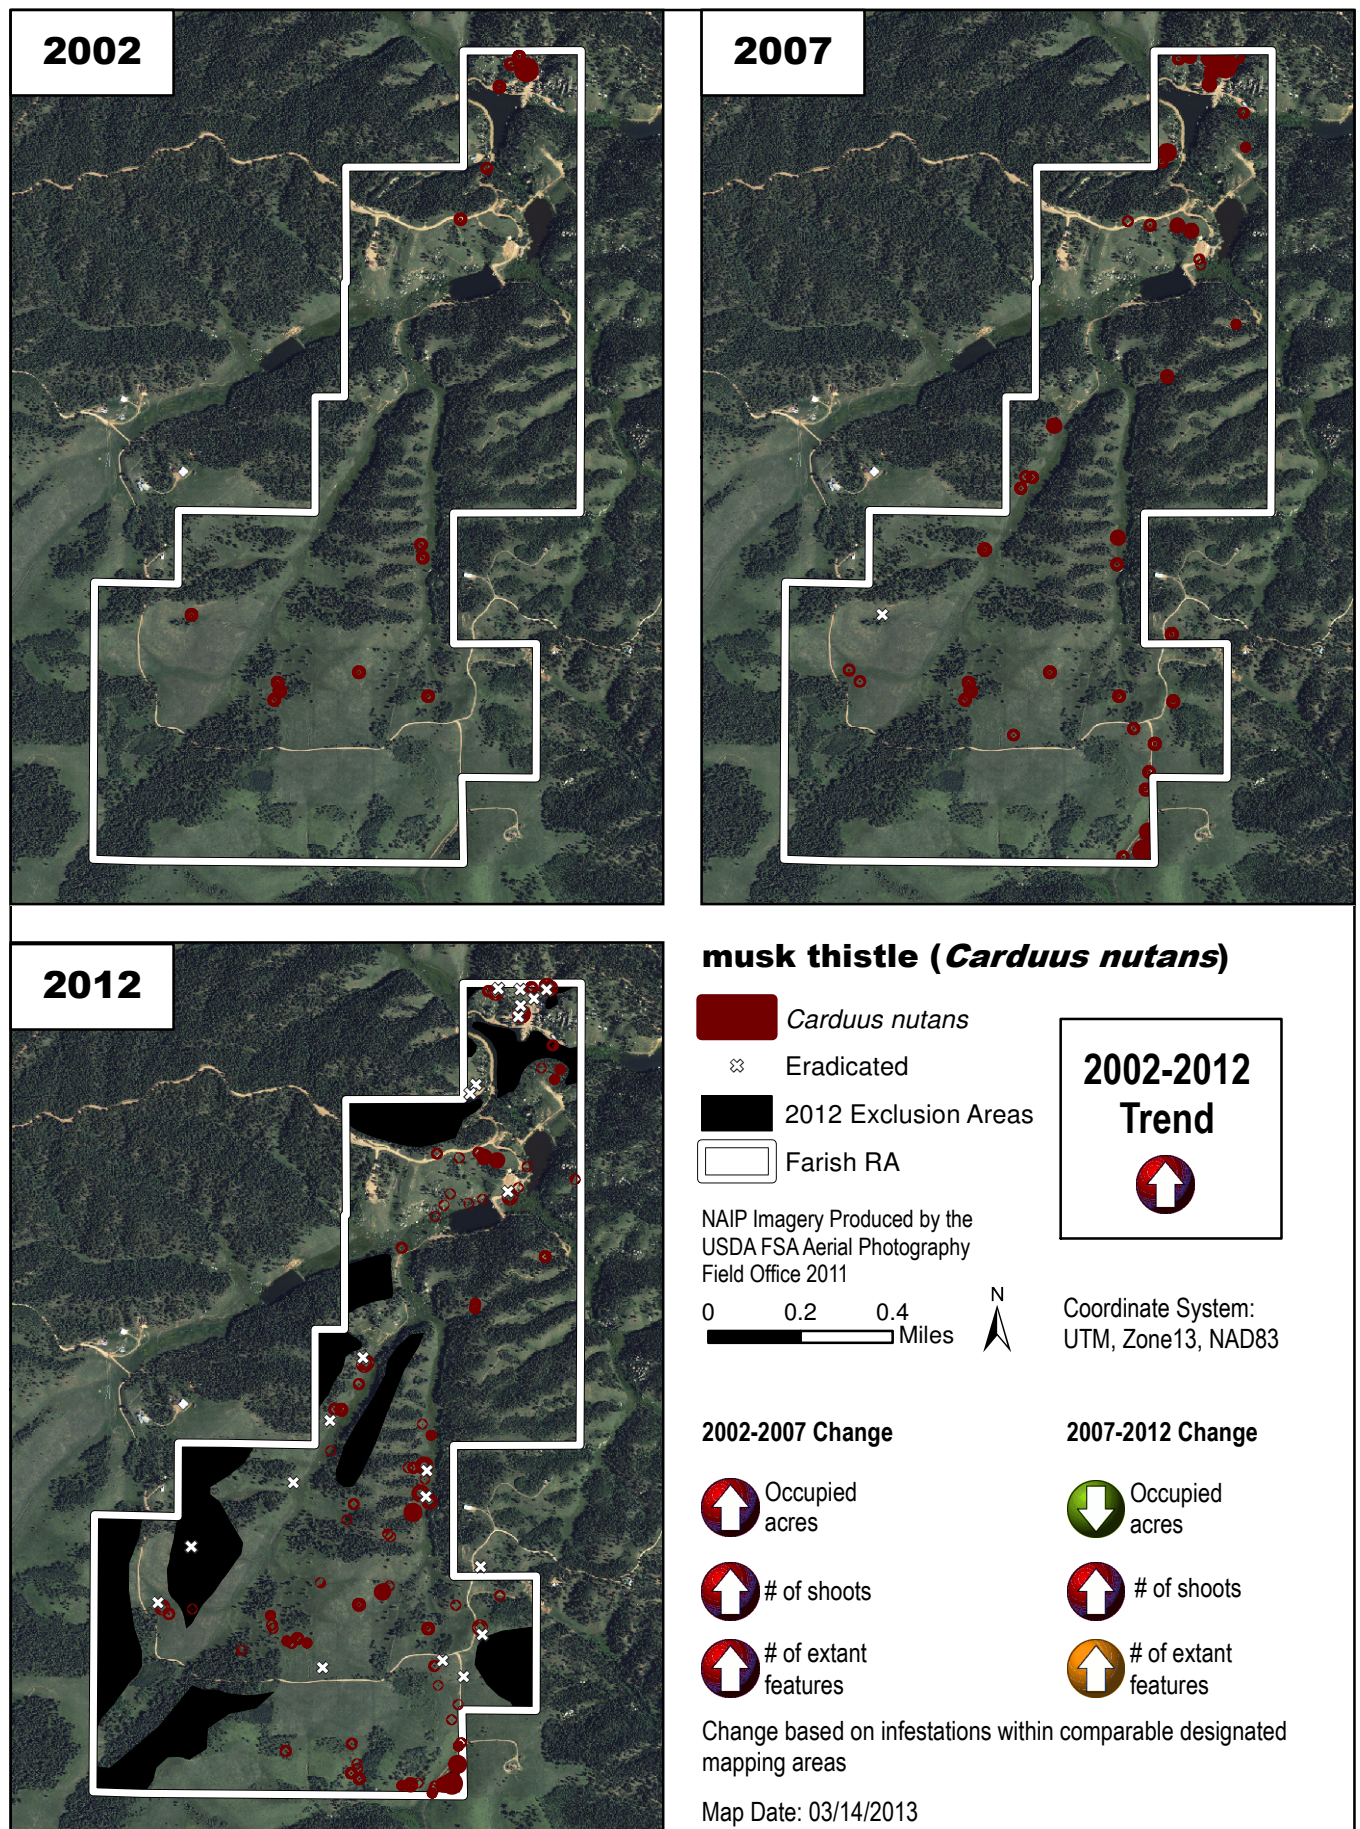 2002
2007
2012
musk thistle (Carduus nutans)
Carduus nutans
Eradicated
2012 Exclusion Areas
Farish RA
2002-2012
Trend
NAIP Imagery Produced by the
USDA FSA Aerial Photography
Field Office 2011
0 0.2 0.4
Miles
N
Coordinate System:
UTM, Zone13, NAD83
2002-2007 Change
Occupied
acres
# of shoots
# of extant
features
2007-2012 Change
Occupied
acres
# of shoots
# of extant
features
Change based on infestations within comparable designated
mapping areas
Map Date: 03/14/2013